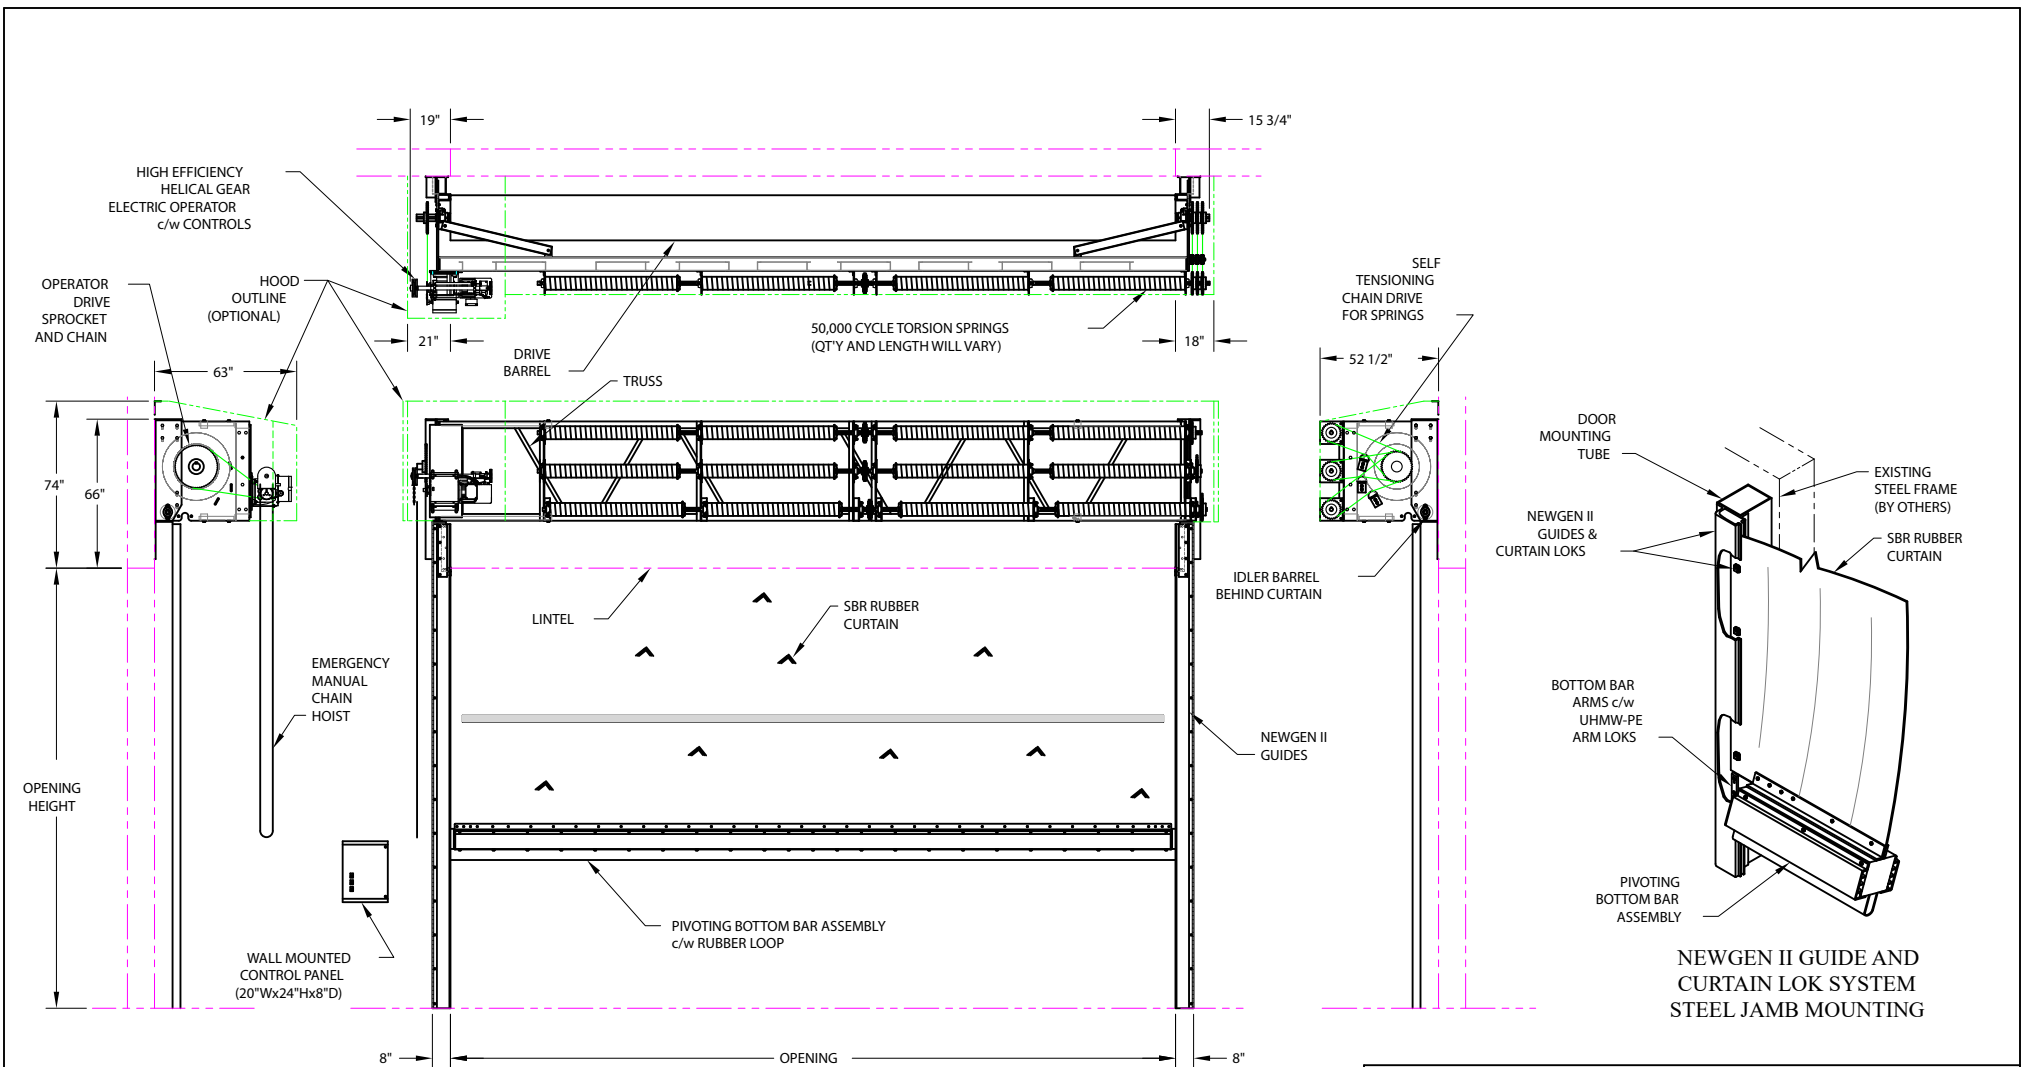 19"
15 3/4"
HIGH EFFICIENCY
HELICAL GEAR
ELECTRIC OPERATOR
c/w CONTROLS
OPERATOR
DRIVE
SPROCKET
AND CHAIN
HOOD
OUTLINE
(OPTIONAL)
SELF
TENSIONING
CHAIN DRIVE
FOR SPRINGS
50,000 CYCLE TORSION SPRINGS
(QT'Y AND LENGTH WILL VARY)
21"
18"
DRIVE
BARREL
63"
52 1/2"
TRUSS
74"
66"
DOOR
MOUNTING
TUBE
EXISTING
STEEL FRAME
(BY OTHERS)
NEWGEN II
GUIDES &
CURTAIN LOKS
SBR RUBBER
CURTAIN
IDLER BARREL
BEHIND CURTAIN
LINTEL
SBR RUBBER
CURTAIN
EMERGENCY
MANUAL
CHAIN
HOIST
BOTTOM BAR
ARMS c/w
UHMW-PE
ARM LOKS
NEWGEN II
GUIDES
OPENING
HEIGHT
PIVOTING
BOTTOM BAR
ASSEMBLY
PIVOTING BOTTOM BAR ASSEMBLY
c/w RUBBER LOOP
WALL MOUNTED
CONTROL PANEL
(20"Wx24"Hx8"D)
NEWGEN II GUIDE AND
CURTAIN LOK SYSTEM
STEEL JAMB MOUNTING
8"
OPENING
8"